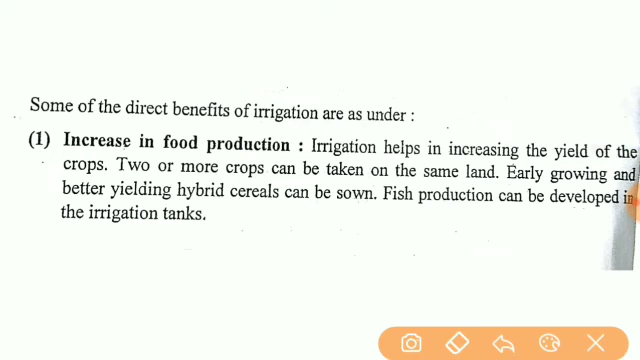 Some of the direct benefits of irrigation are as under :
(1) Increase in food production : Irrigation helps in increasing the yield of the
crops. Two or more crops can be taken on the same land. Early growing and
better yielding hybrid cereals can be sown. Fish production can be developed in
the irrigation tanks.